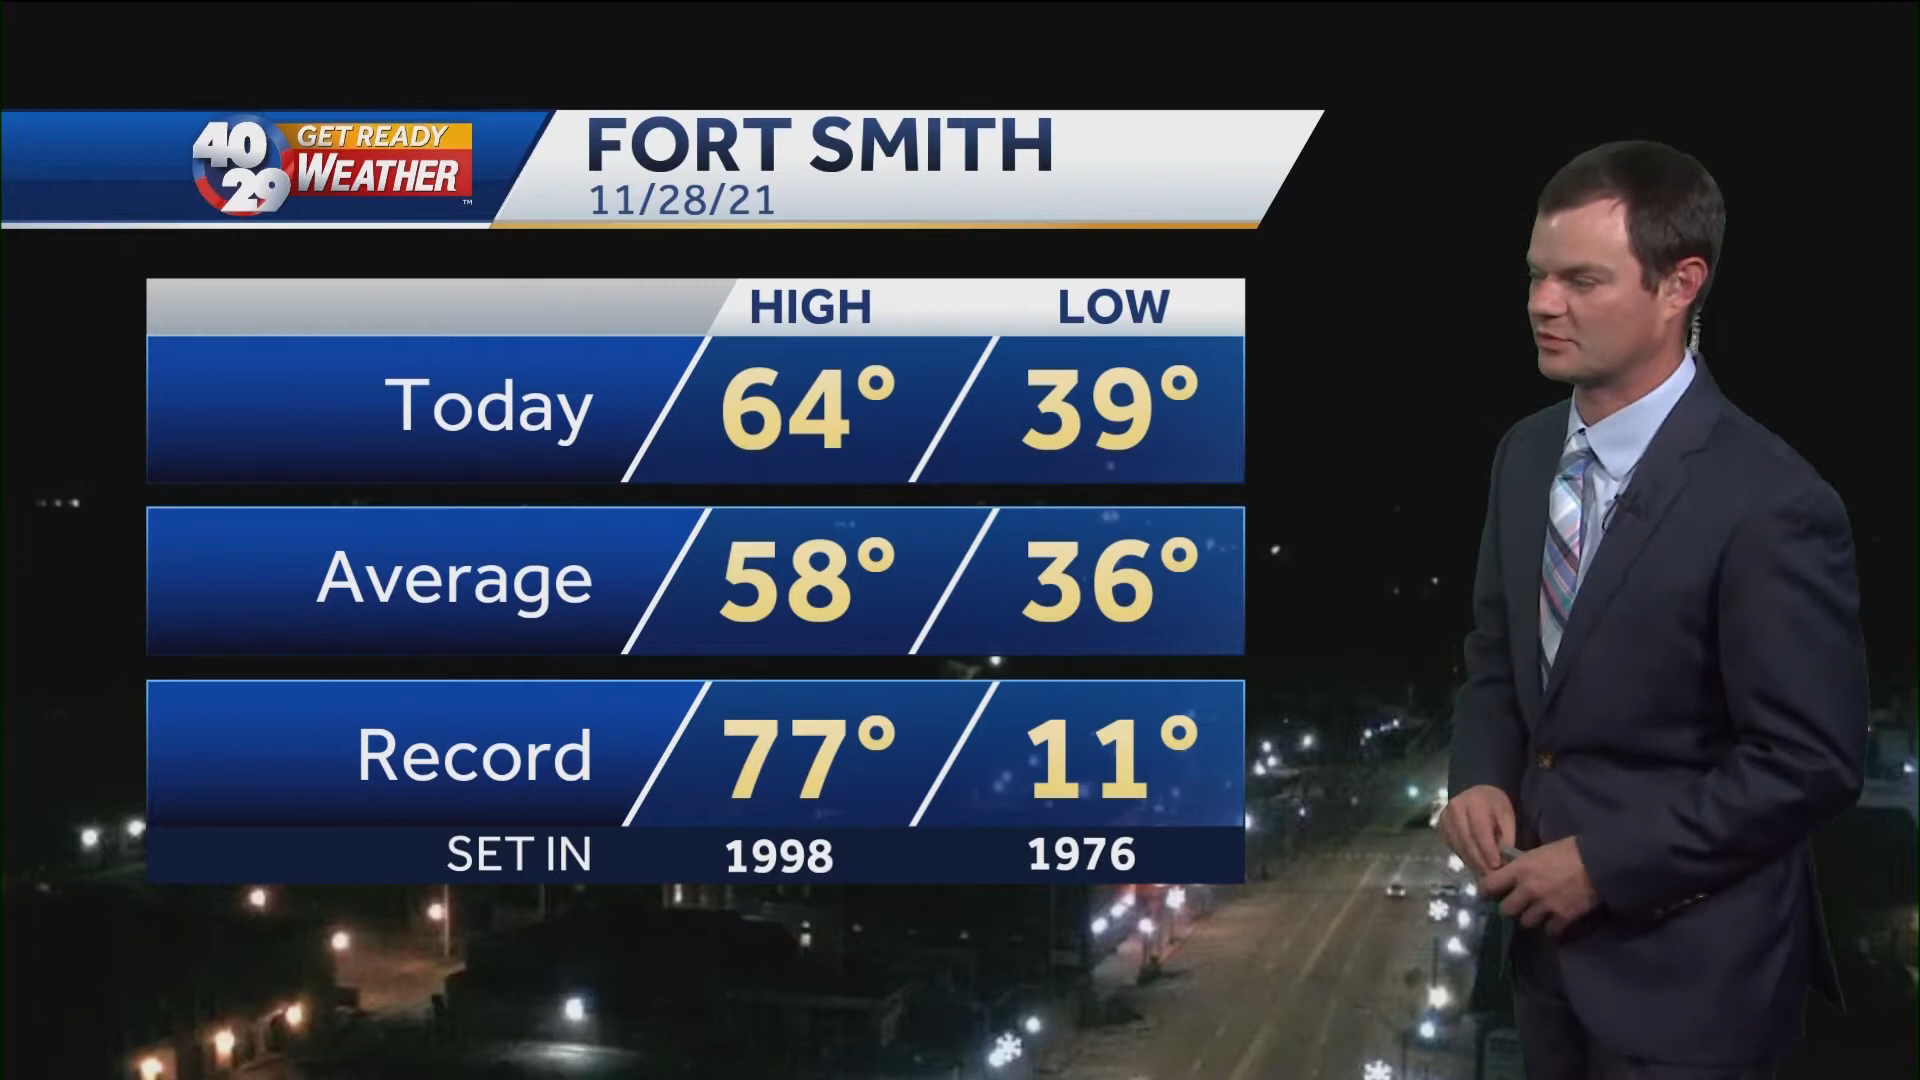 40
29
GET READY
WEATHER™
FORT SMITH
11/28/21
HIGH LOW
Today 64° 39°
Average 58° 36°
Record 77° 11°
SET IN 1998 1976